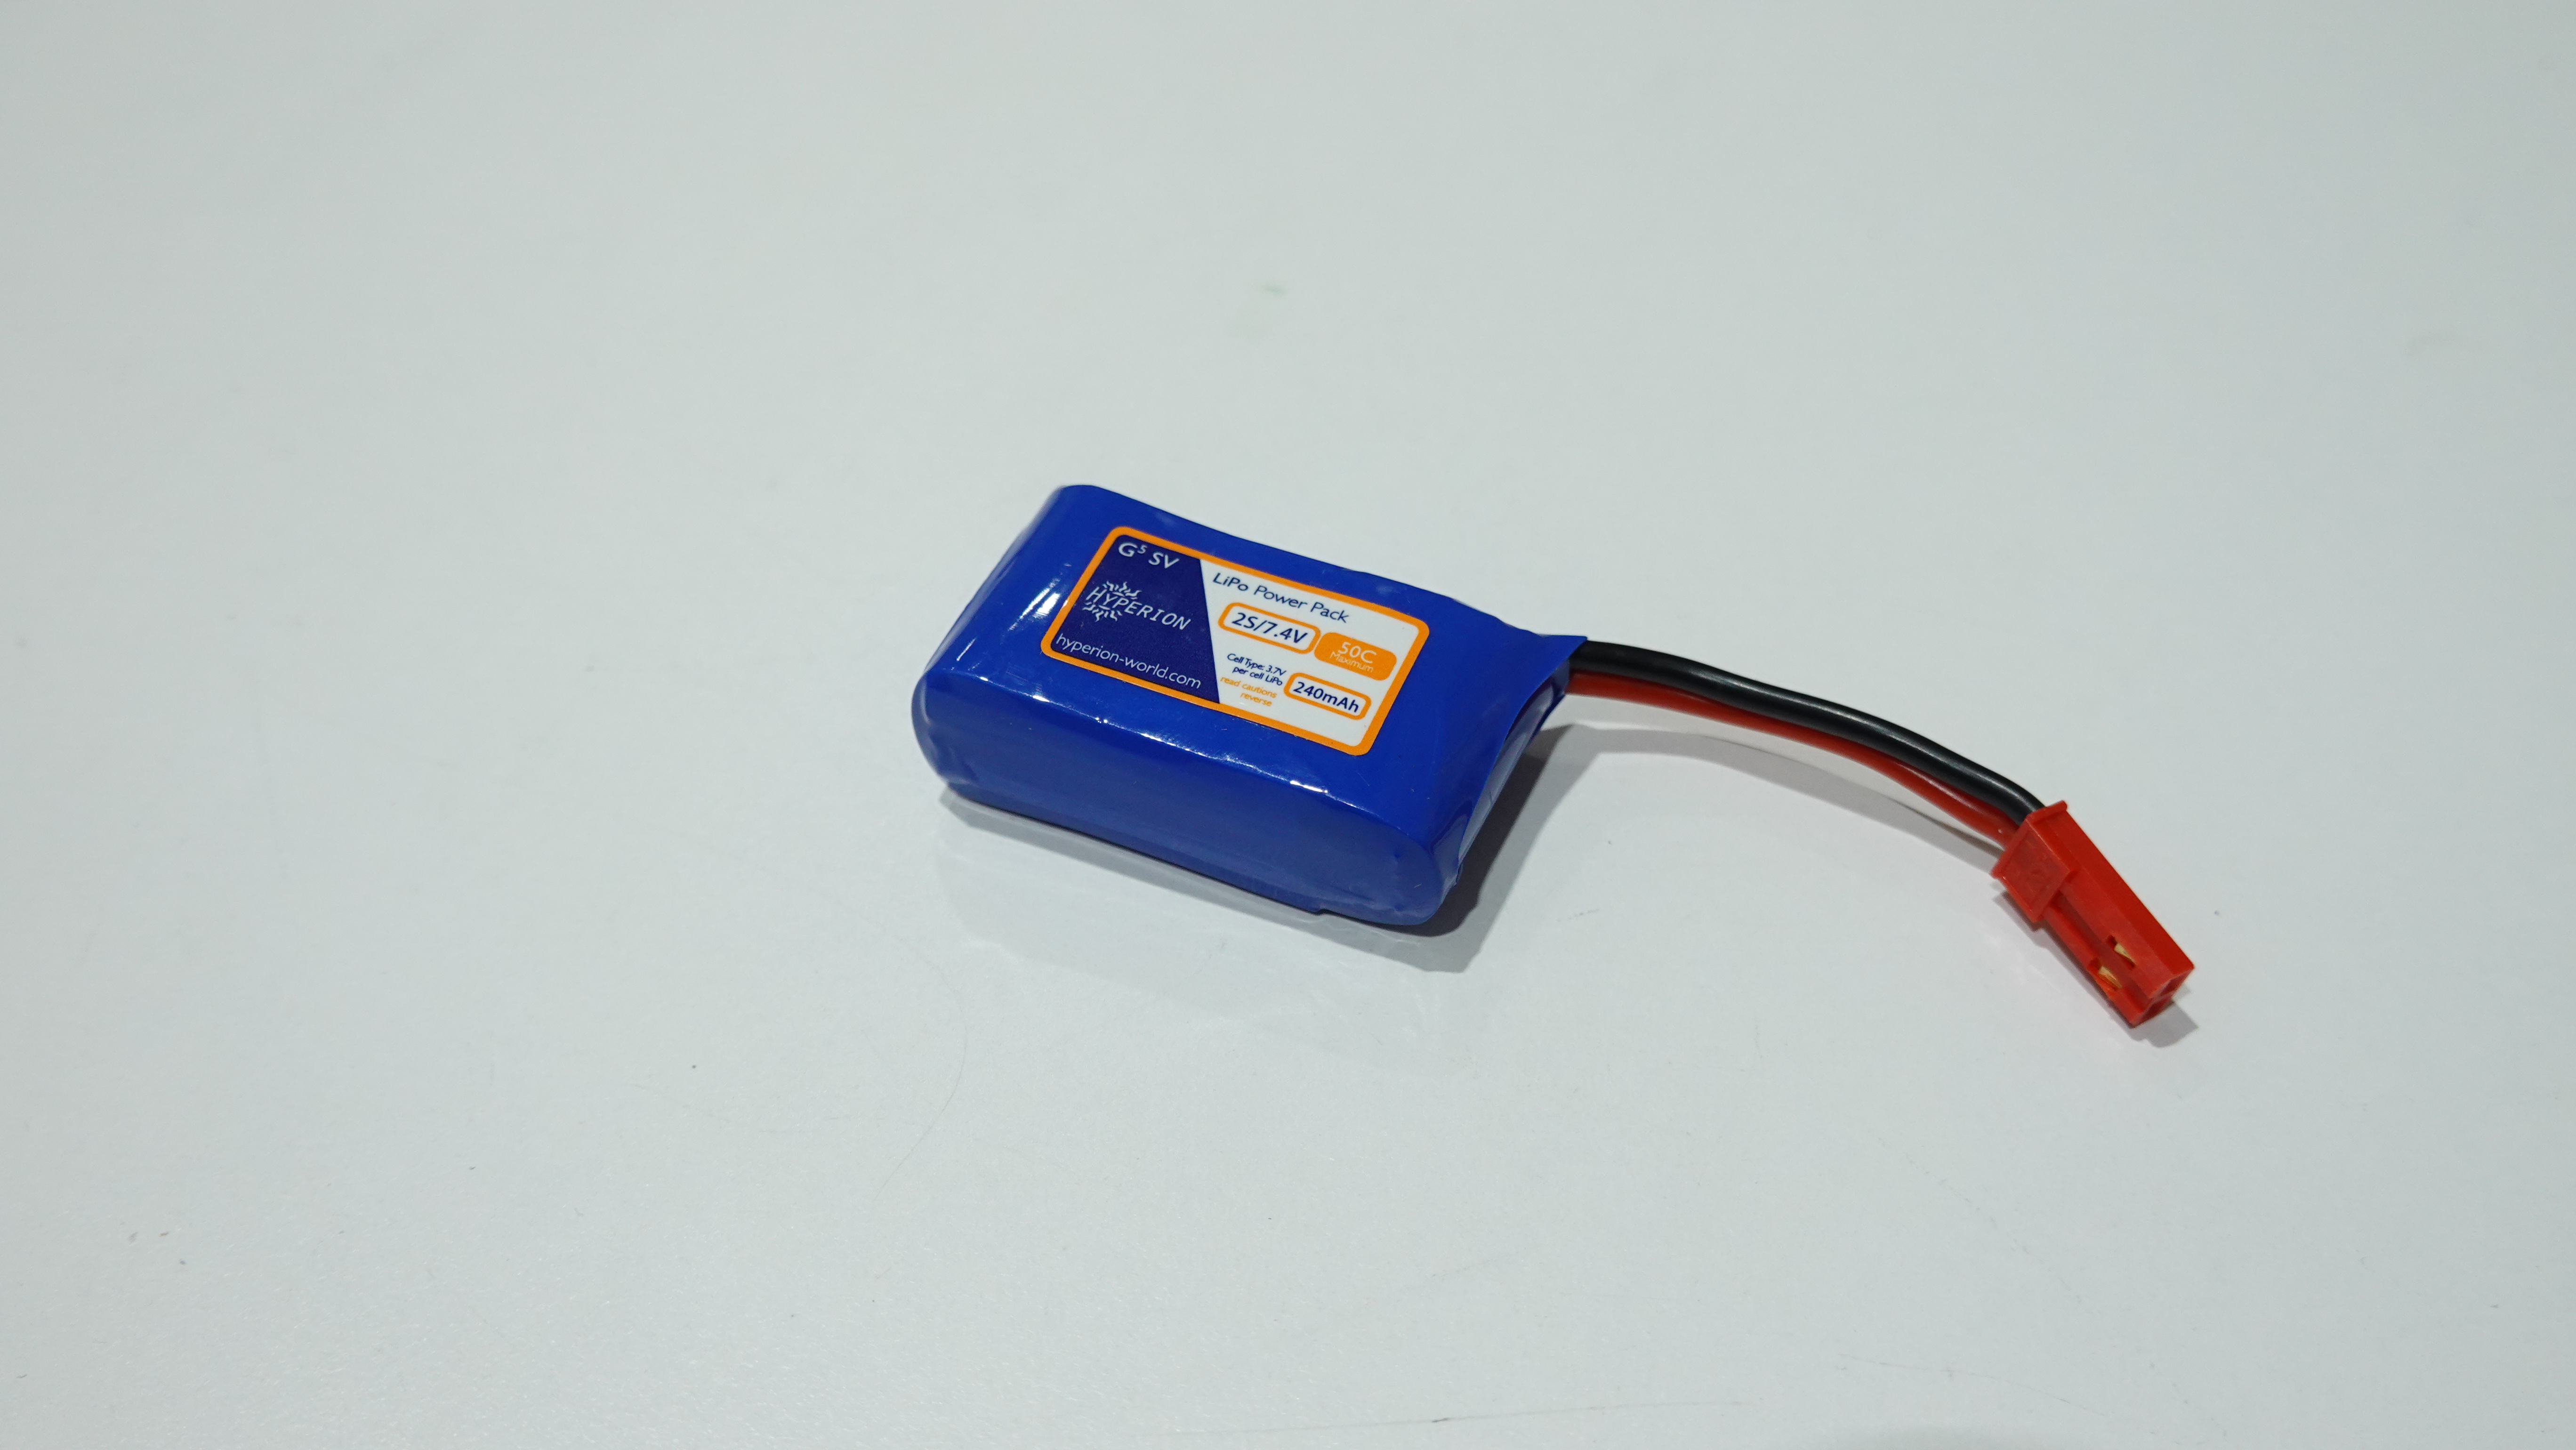 G⁵ SV
HYPERION
hyperion-world.com
LiPo Power Pack
2S/7.4V
50C
Maximum
Cell Type: 3.7V
per cell LiPo
read cautions
reverse
240mAh